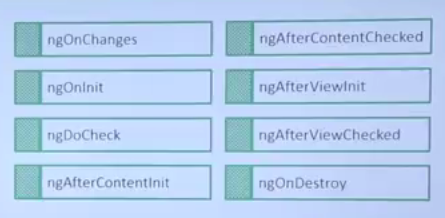 ngOnChanges
ngOnInit
ngDoCheck
ngAfterContentInit
ngAfterContentChecked
ngAfterViewInit
ngAfterViewChecked
ngOnDestroy